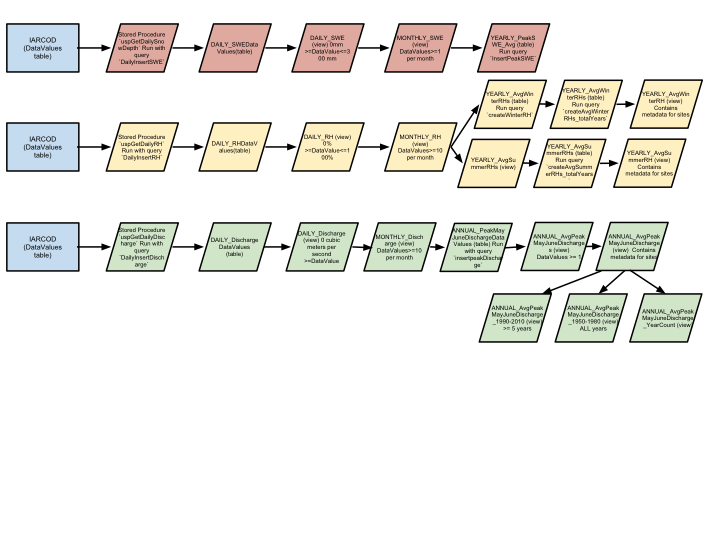 IARCOD
(DataValues
table)
Stored Procedure
`uspGetDailySno
wDepth` Run with
query
`DailyInsertSWE`
DAILY_SWEData
Values(table)
DAILY_SWE
(view) 0mm
>=DataValue<=3
00 mm
MONTHLY_SWE
(view)
DataValues>=1
per month
YEARLY_PeakS
WE_Avg (table)
Run query
`InsertPeakSWE`
IARCOD
(DataValues
table)
Stored Procedure
`uspGetDailyRH`
Run with query
`DailyInsertRH`
DAILY_RHDataV
alues(table)
DAILY_RH (view)
0%
>=DataValue<=1
00%
MONTHLY_RH
(view)
DataValues>=10
per month
YEARLY_AvgWin
terRHs (table)
Run query
`createWinterRH`
YEARLY_AvgWin
terRHs (table)
Run query
`createAvgWinter
RHs_totalYears`
YEARLY_AvgWin
terRH (view)
Contains
metadata for sites
YEARLY_AvgSu
mmerRHs (view)
YEARLY_AvgSu
mmerRHs (table)
Run query
`createAvgSumm
erRHs_totalYears
`
YEARLY_AvgSu
mmerRH (view)
Contains
metadata for sites
IARCOD
(DataValues
table)
Stored Procedure
`uspGetDailyDisc
harge` Run with
query
`DailyInsertDisch
arge`
DAILY_Discharge
DataValues
(table)
DAILY_Discharge
(view) 0 cubic
meters per
second
>=DataValue
MONTHLY_Disch
arge (view)
DataValues>=10
per month
ANNUAL_PeakMay
JuneDischargeData
Values (table) Run
with query
`insertpeakDischar
ge`
ANNUAL_AvgPeak
MayJuneDischarge
s (view)
DataValues >= 1
ANNUAL_AvgPeak
MayJuneDischarge
(view) Contains
metadata for sites
ANNUAL_AvgPeak
MayJuneDischarge
_1990-2010 (view)
>= 5 years
ANNUAL_AvgPeak
MayJuneDischarge
_1950-1980 (view)
ALL years
ANNUAL_AvgPeak
MayJuneDischarge
_YearCount (view)